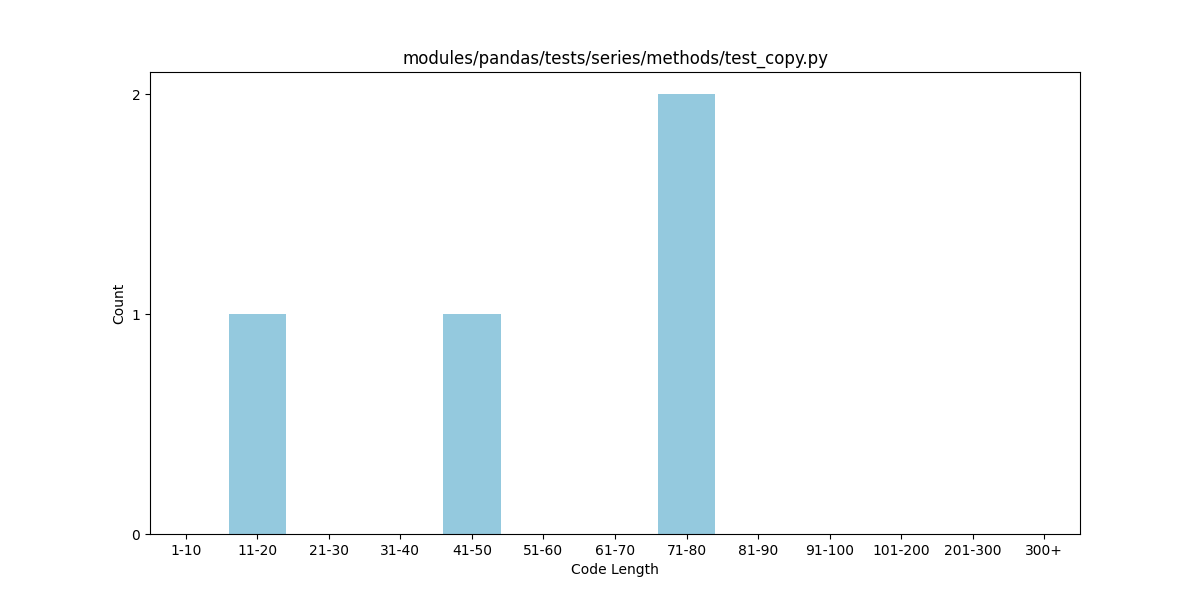 modules/pandas/tests/series/methods/test_copy.py
2
1
0
Count
1-10 11-20 21-30 31-40 41-50 51-60 61-70 71-80 81-90 91-100 101-200 201-300 300+
Code Length